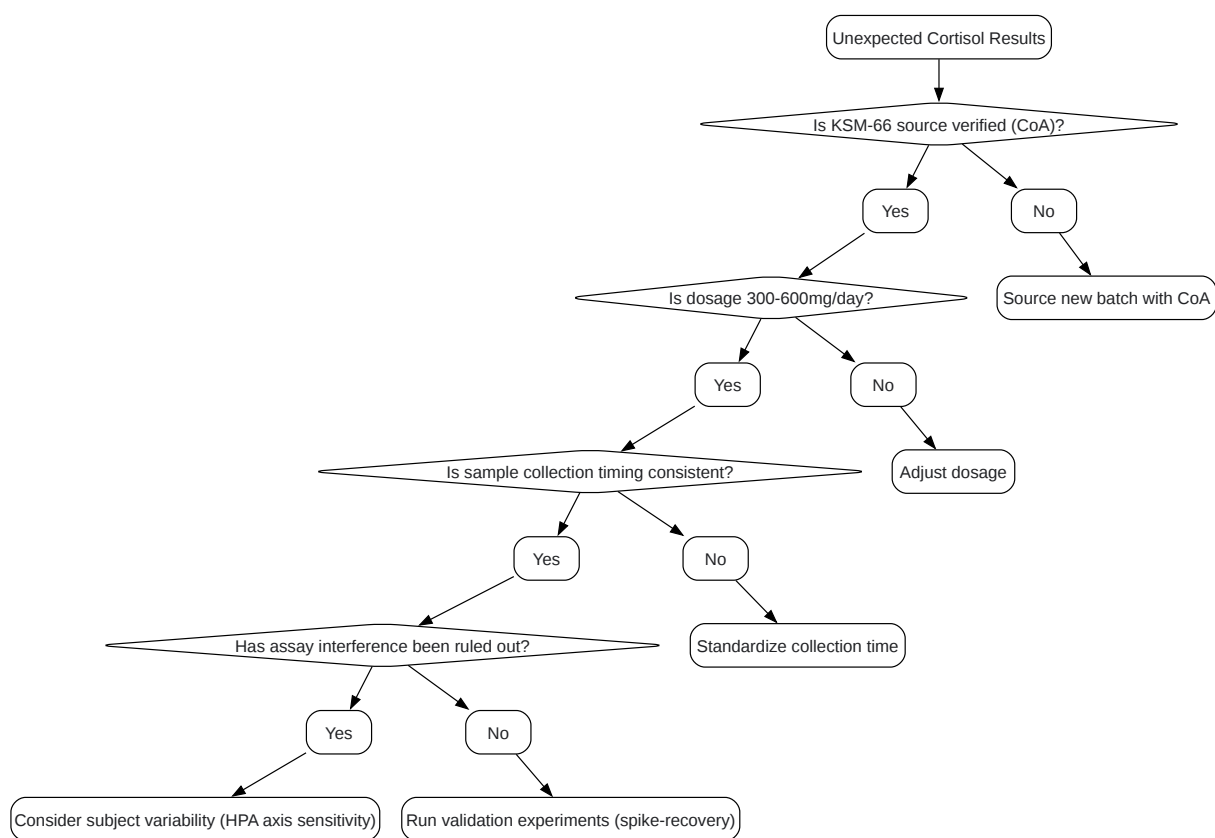 Unexpected Cortisol Results
Is KSM-66 source verified (CoA)?
Yes
No
Is dosage 300-600mg/day?
Source new batch with CoA
Yes
No
Is sample collection timing consistent?
Adjust dosage
Yes
No
Has assay interference been ruled out?
Standardize collection time
Yes
No
Consider subject variability (HPA axis sensitivity)
Run validation experiments (spike-recovery)